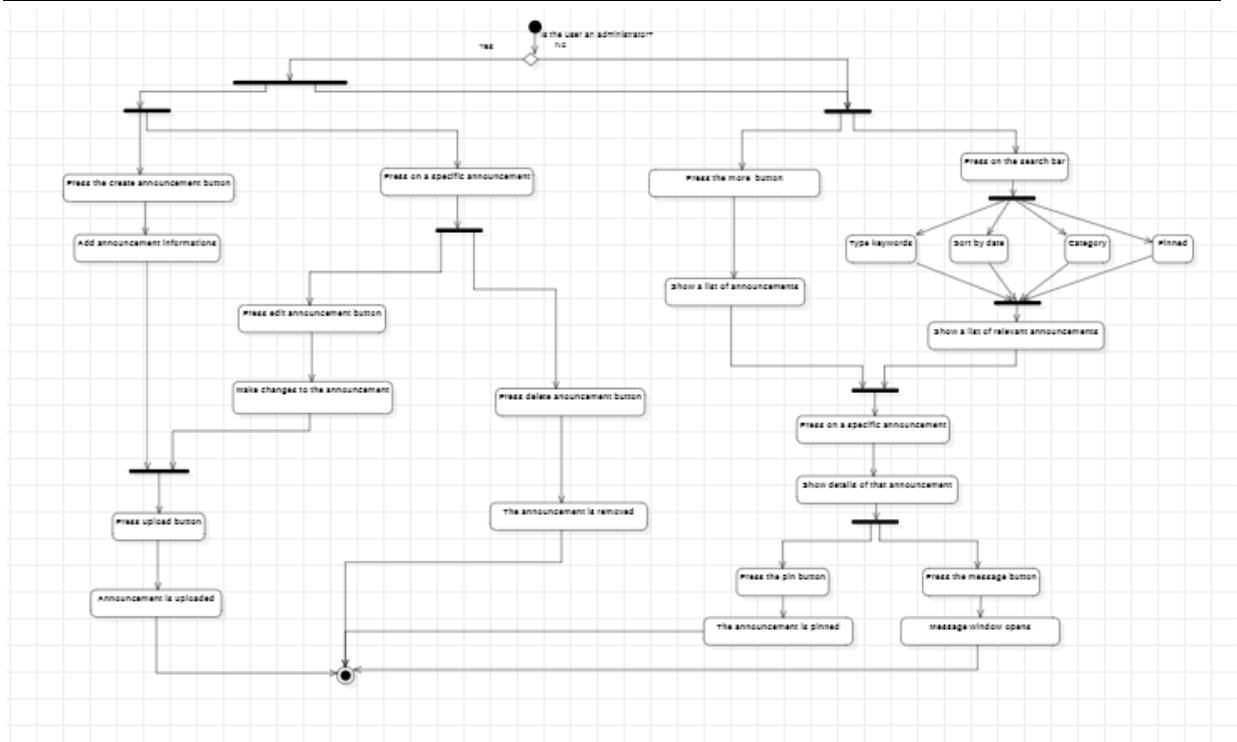 Is the user an administrator?
Yes
No
Press the create announcement button
Press on a specific announcement
Press the more button
Press on the search bar
Add announcement informations
Type keywords
Sort by date
Category
Pinned
Show a list of announcements
Press edit announcement button
Show a list of relevant announcements
Make changes to the announcement
Press delete anouncement button
Press on a specific announcement
Show details of that announcement
Press upload button
The announcement is removed
Press the pin button
Press the message button
Announcement is uploaded
The announcement is pinned
Message window opens